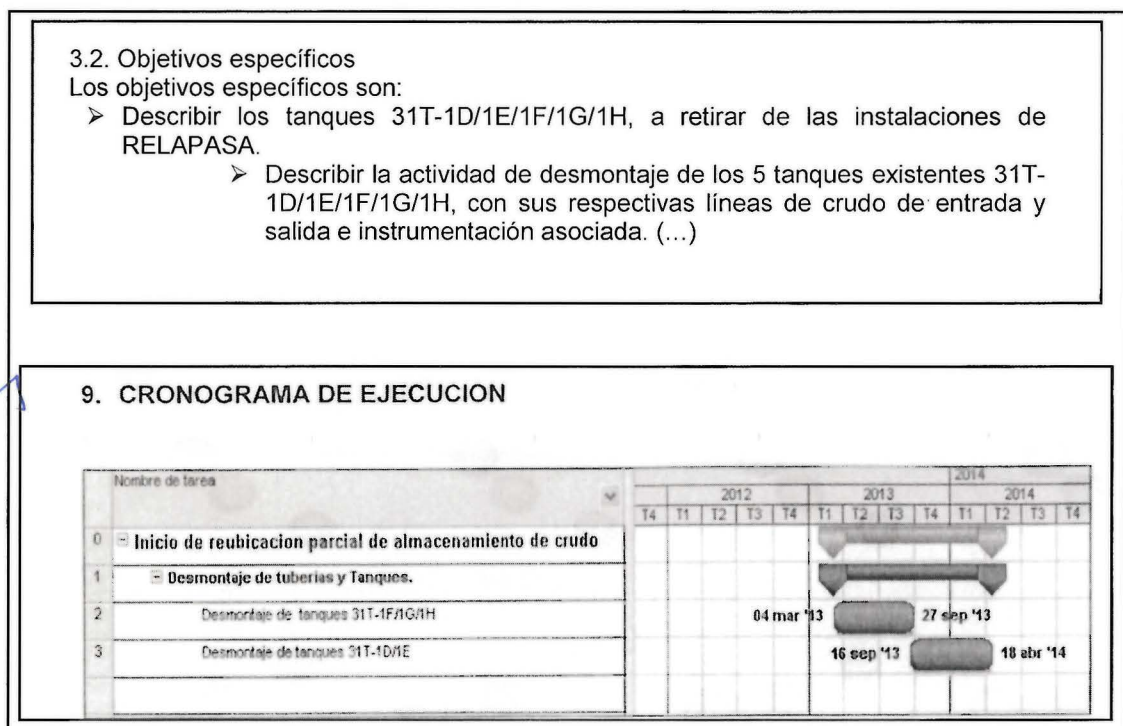 3.2. Objetivos específicos
Los objetivos específicos son:
➢ Describir los tanques 31T-1D/1E/1F/1G/1H, a retirar de las instalaciones de
RELAPASA.
➢ Describir la actividad de desmontaje de los 5 tanques existentes 31T-
1D/1E/1F/1G/1H, con sus respectivas líneas de crudo de entrada y
salida e instrumentación asociada. (...)
9. CRONOGRAMA DE EJECUCION
Nombre de tarea
2014
2012 2013 2014
T4 T1 T2 T3 T4 T1 T2 T3 T4 T1 T2 T3 T4
0 Inicio de reubicacion parcial de almacenamiento de crudo
1 Desmontaje de tuberias y Tanques.
2 Desmontaje de tanques 31T-1F/1G/1H 04 mar '13 27 sep '13
3 Desmontaje de tanques 31T-1D/1E 16 sep '13 18 abr '14